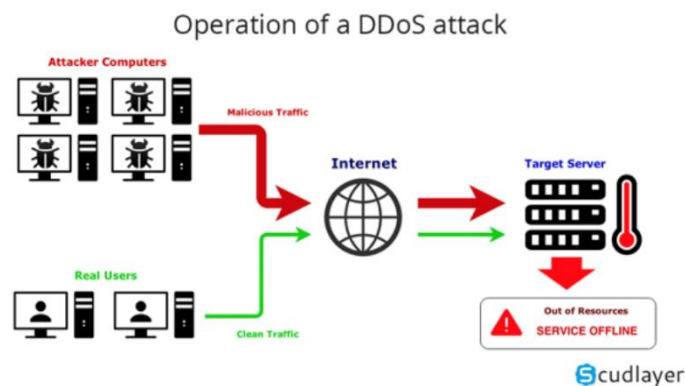 Operation of a DDoS attack
Attacker Computers
Malicious Traffic
Internet
Target Server
Real Users
Clean Traffic
Out of Resources
SERVICE OFFLINE
Scudlayer